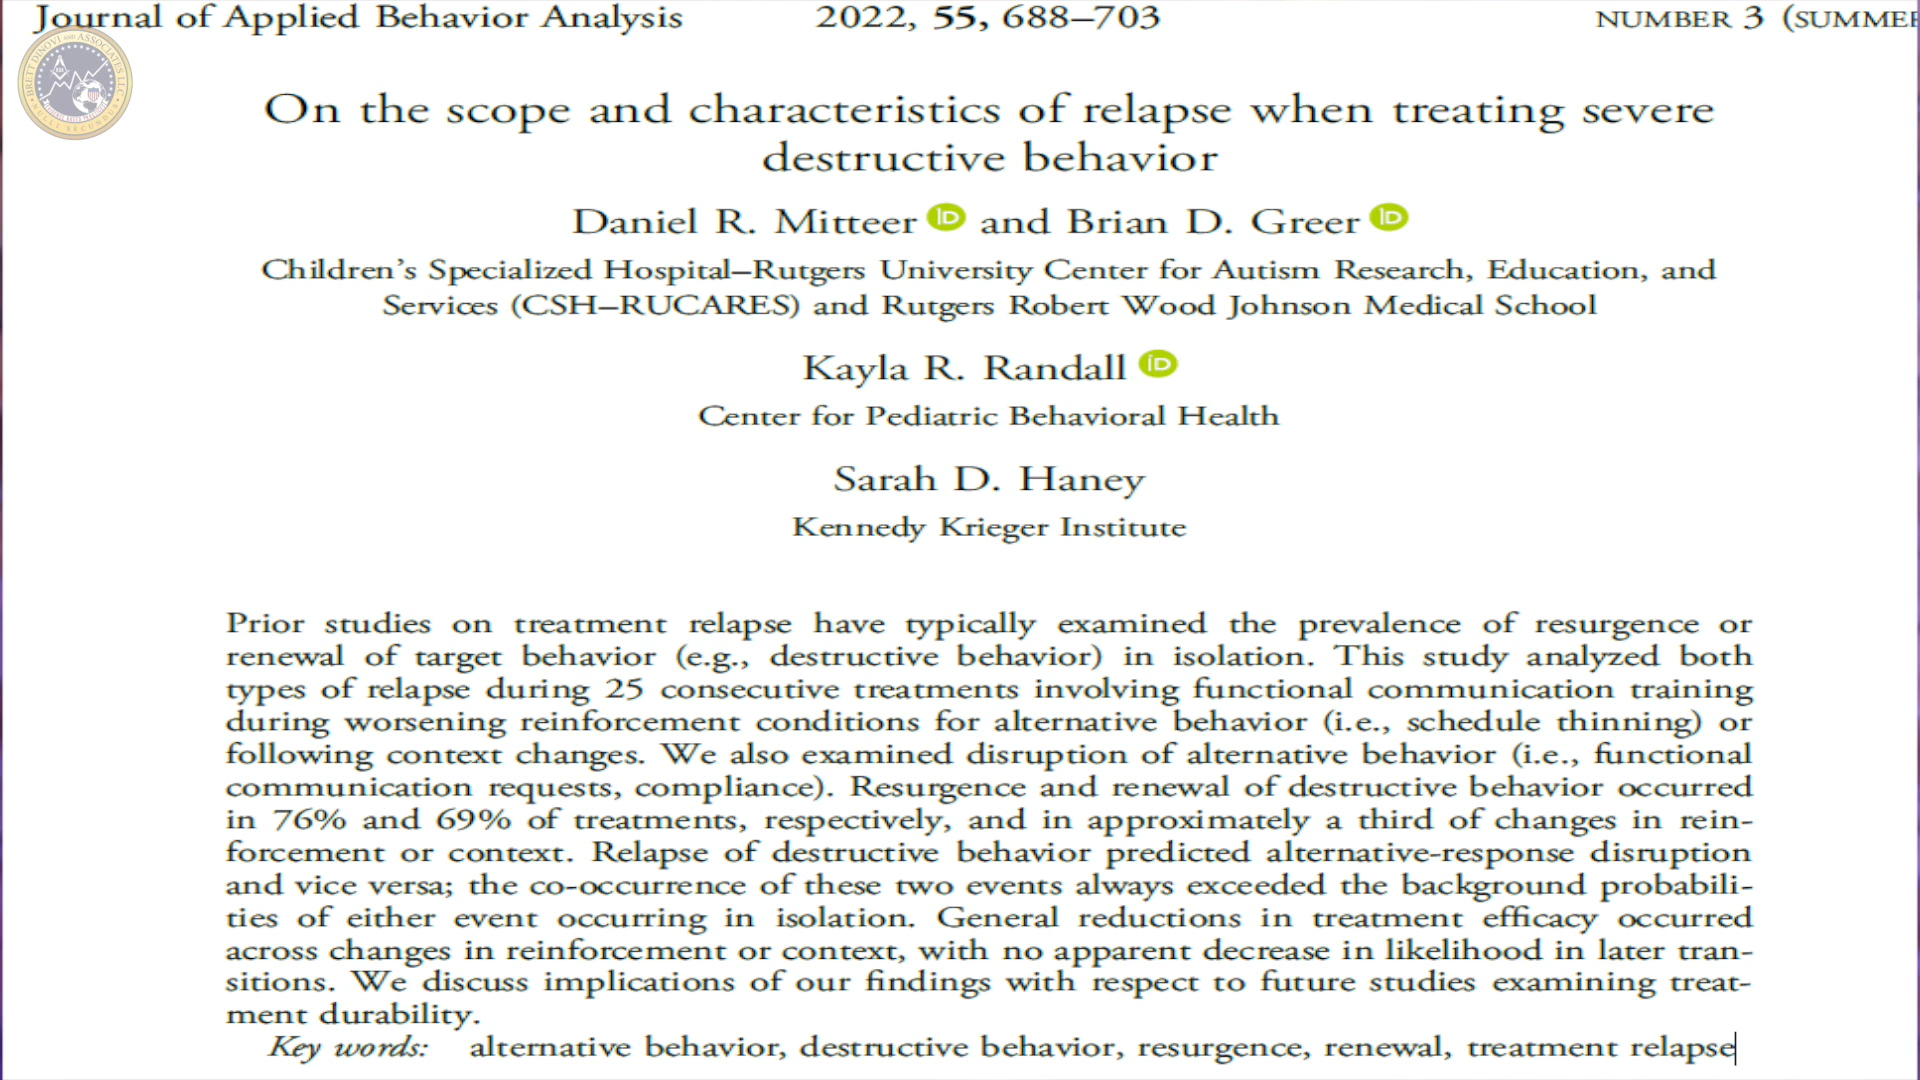 Journal of Applied Behavior Analysis 2022, 55, 688–703 NUMBER 3 (SUMMER
BRETT DINOVI AND ASSOCIATES LLC
On the scope and characteristics of relapse when treating severe
destructive behavior
Daniel R. Mitteer iD and Brian D. Greer iD
Children's Specialized Hospital–Rutgers University Center for Autism Research, Education, and
Services (CSH–RUCARES) and Rutgers Robert Wood Johnson Medical School
Kayla R. Randall iD
Center for Pediatric Behavioral Health
Sarah D. Haney
Kennedy Krieger Institute
Prior studies on treatment relapse have typically examined the prevalence of resurgence or
renewal of target behavior (e.g., destructive behavior) in isolation. This study analyzed both
types of relapse during 25 consecutive treatments involving functional communication training
during worsening reinforcement conditions for alternative behavior (i.e., schedule thinning) or
following context changes. We also examined disruption of alternative behavior (i.e., functional
communication requests, compliance). Resurgence and renewal of destructive behavior occurred
in 76% and 69% of treatments, respectively, and in approximately a third of changes in rein-
forcement or context. Relapse of destructive behavior predicted alternative-response disruption
and vice versa; the co-occurrence of these two events always exceeded the background probabili-
ties of either event occurring in isolation. General reductions in treatment efficacy occurred
across changes in reinforcement or context, with no apparent decrease in likelihood in later tran-
sitions. We discuss implications of our findings with respect to future studies examining treat-
ment durability.
Key words: alternative behavior, destructive behavior, resurgence, renewal, treatment relapse